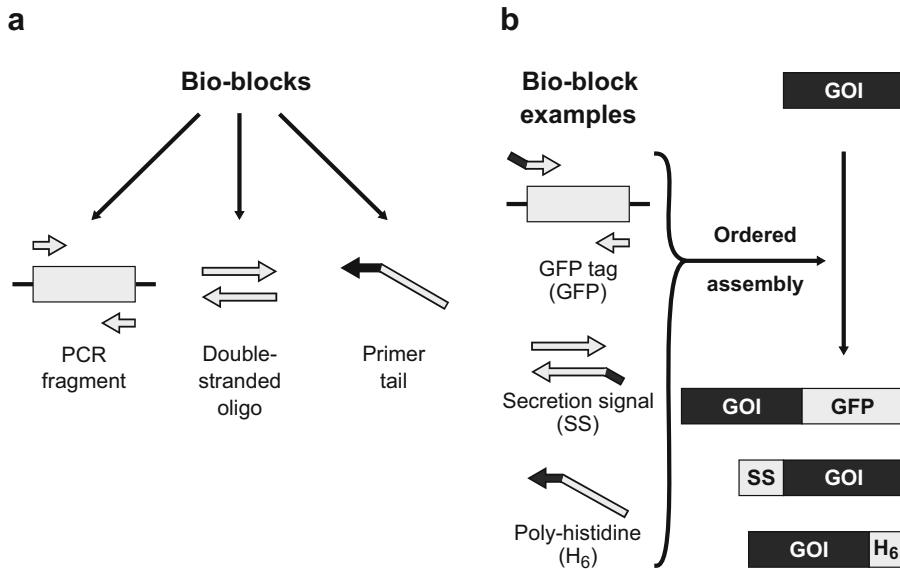 a
Bio-blocks
PCR
fragment
Double-
stranded
oligo
Primer
tail
b
Bio-block
examples
GFP tag
(GFP)
Secretion signal
(SS)
Poly-histidine
(H₆)
Ordered
assembly
GOI
GOI GFP
SS GOI
GOI H₆